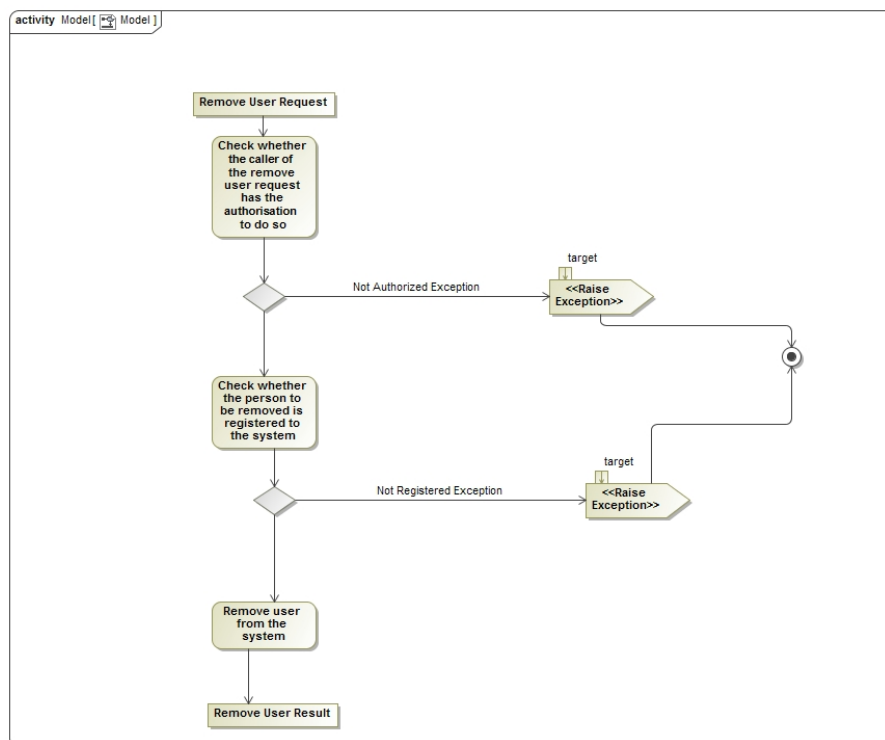 activity Model[ Model ]
Remove User Request
Check whether
the caller of
the remove
user request
has the
authorisation
to do so
target
Not Authorized Exception
<<Raise
Exception>>
Check whether
the person to
be removed is
registered to
the system
target
Not Registered Exception
<<Raise
Exception>>
Remove user
from the
system
Remove User Result